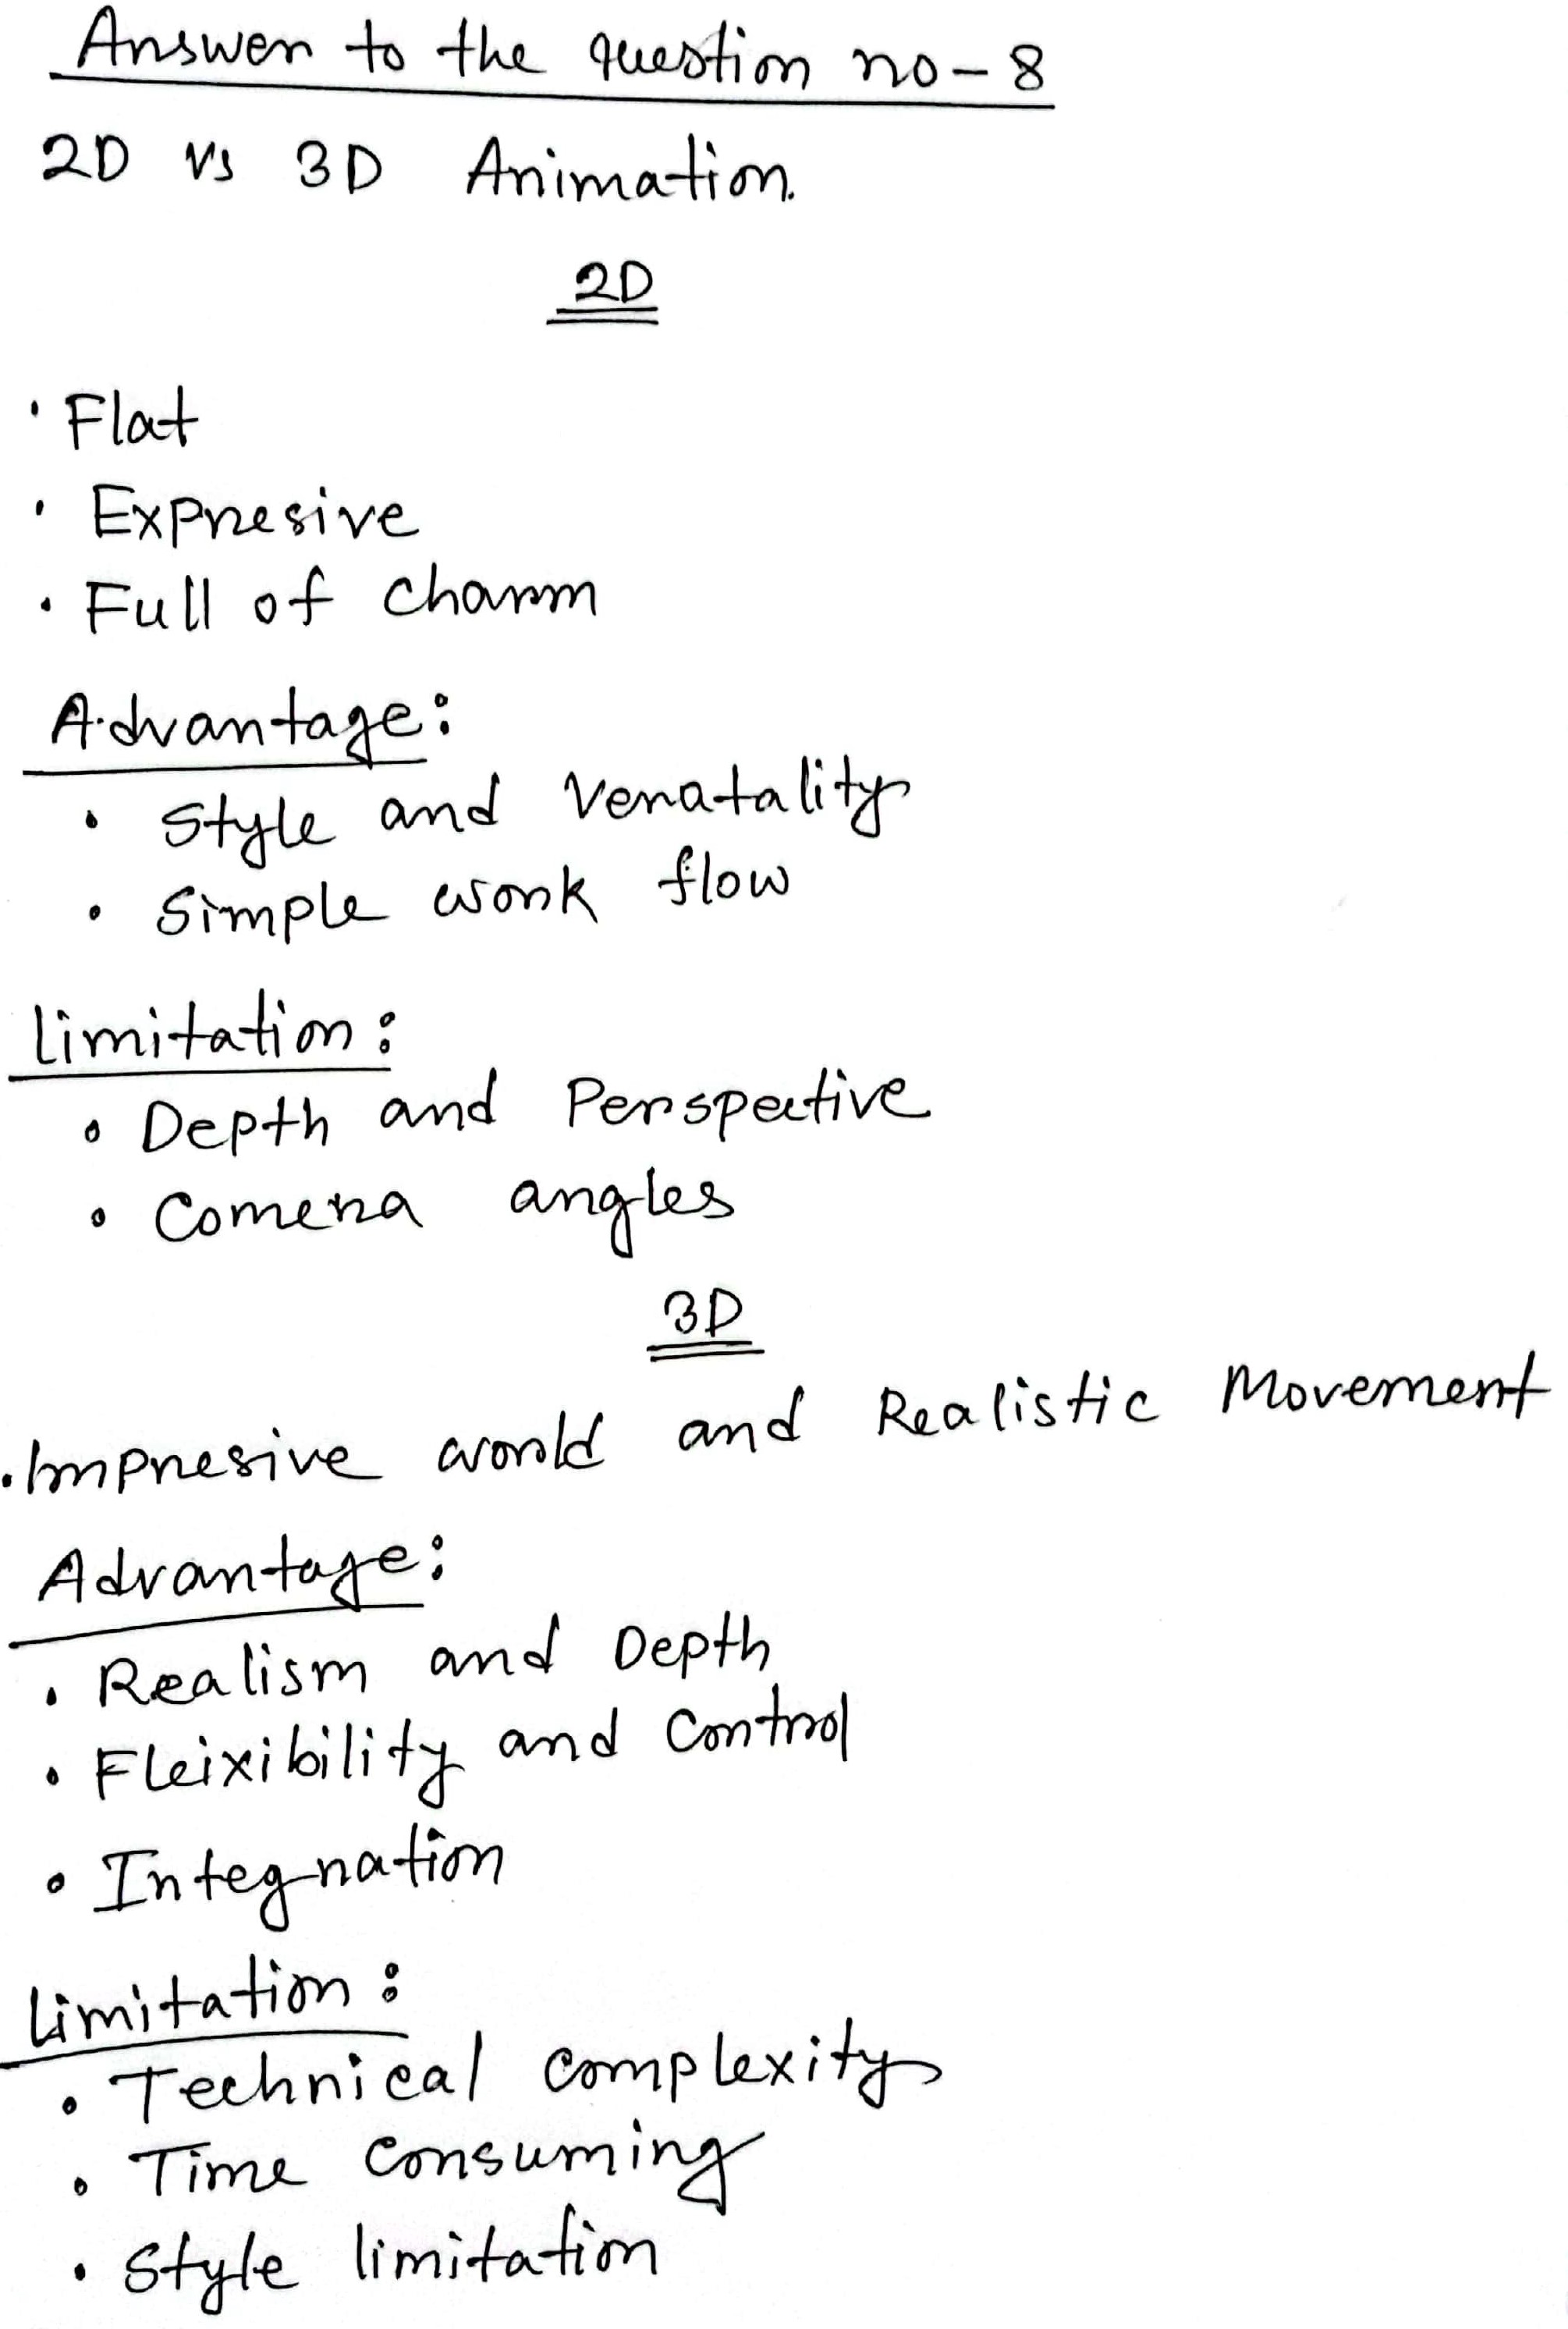 Answer to the question no-8
2D vs 3D Animation.
2D
• Flat
• Expresive
• Full of charm
Advantage:
• Style and veratality
• Simple work flow
limitation:
• Depth and Perspective
• Comera angles
3D
• Impresive world and Realistic Movement
Advantage:
• Realism and Depth
• Fleixibility and control
• Integration
limitation:
• Technical complexity
• Time consuming
• Style limitation